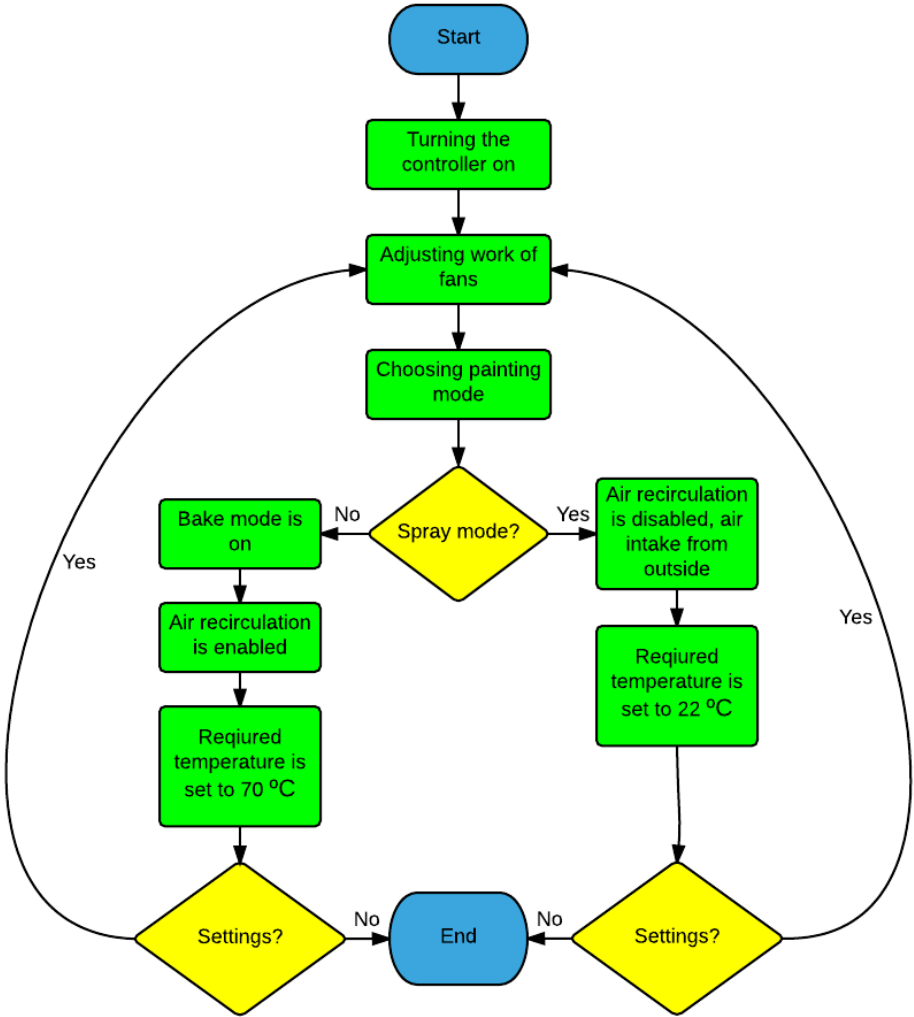 Start
Turning the
controller on
Adjusting work of
fans
Choosing painting
mode
Spray mode?
No
Yes
Bake mode is
on
Air recirculation
is enabled
Reqiured
temperature is
set to 70 ºC
Air recirculation
is disabled, air
intake from
outside
Reqiured
temperature is
set to 22 ºC
Yes
Yes
Settings?
No
End
No
Settings?